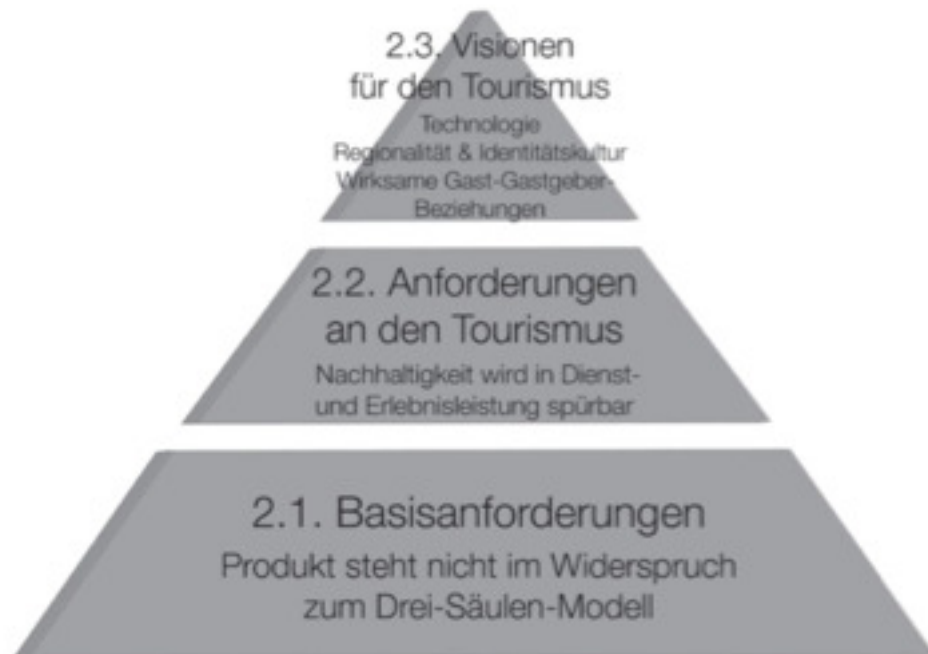 2.3. Visionen
für den Tourismus
Technologie
Regionalität & Identitätskultur
Wirksame Gast-Gastgeber-
Beziehungen
2.2. Anforderungen
an den Tourismus
Nachhaltigkeit wird in Dienst-
und Erlebnisleistung spürbar
2.1. Basisanforderungen
Produkt steht nicht im Widerspruch
zum Drei-Säulen-Modell